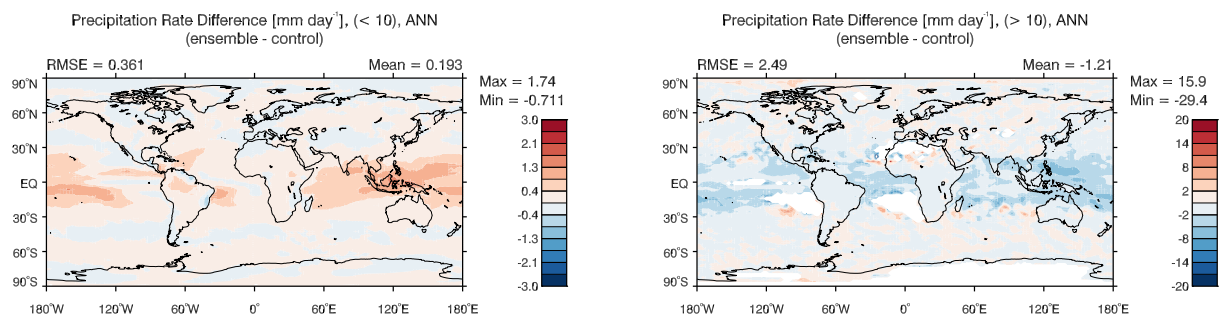 Precipitation Rate Difference [mm day⁻¹], (< 10), ANN
(ensemble - control)
RMSE = 0.361 Mean = 0.193
Max = 1.74
Min = -0.711
90°N
60°N
30°N
EQ
30°S
60°S
90°S
180°W 120°W 60°W 0° 60°E 120°E 180°E
3.0
2.1
1.3
0.4
-0.4
-1.3
-2.1
-3.0
Precipitation Rate Difference [mm day⁻¹], (> 10), ANN
(ensemble - control)
RMSE = 2.49 Mean = -1.21
Max = 15.9
Min = -29.4
90°N
60°N
30°N
EQ
30°S
60°S
90°S
180°W 120°W 60°W 0° 60°E 120°E 180°E
20
14
8
2
-2
-8
-14
-20